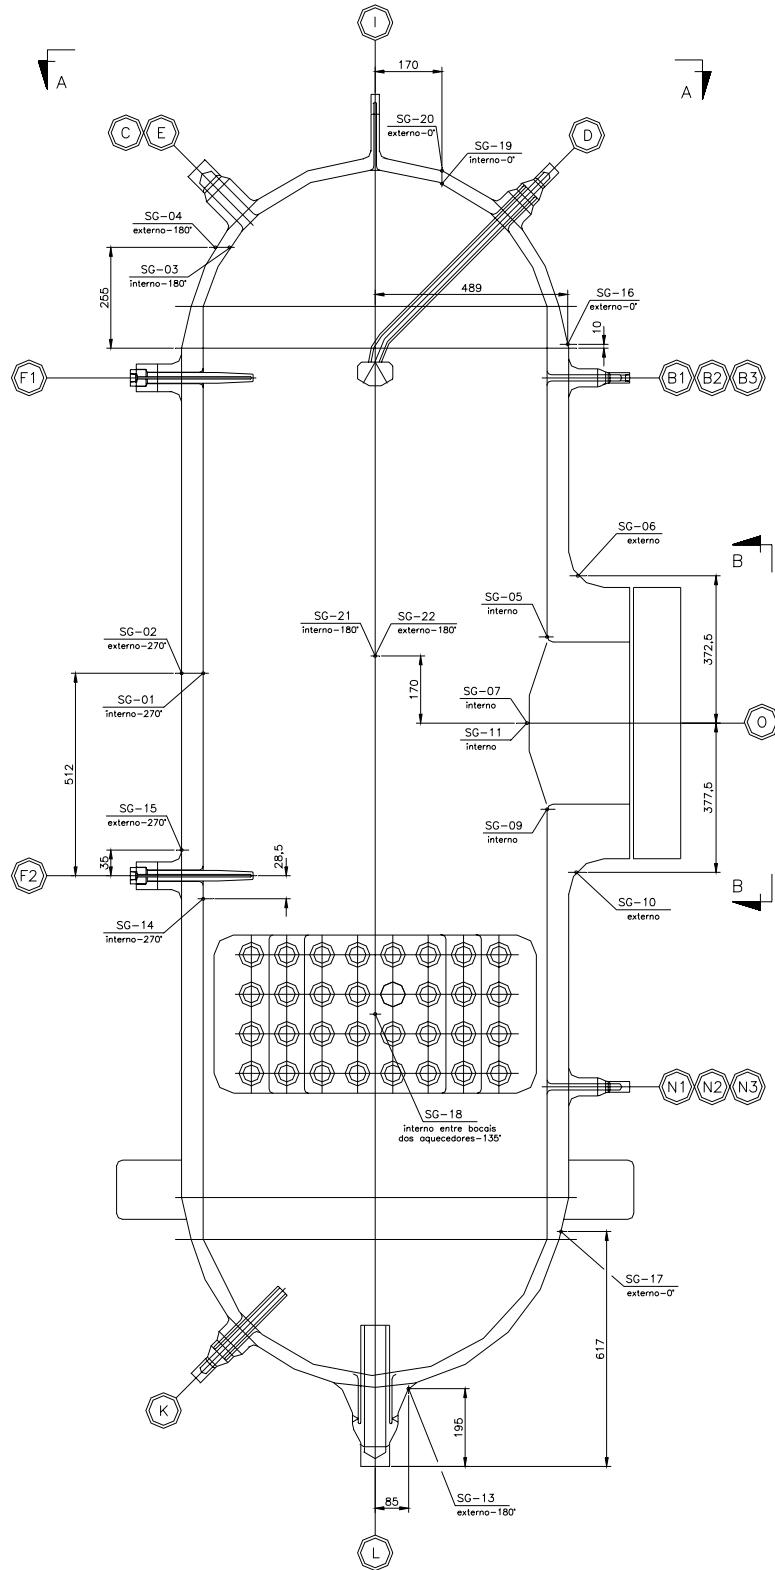 I
170
A
A
SG-20
externo-0°
C
E
D
SG-19
interno-0°
SG-04
externo-180°
SG-03
interno-180°
255
489
SG-16
externo-0°
10
F1
B1
B2
B3
SG-06
externo
B
SG-05
interno
SG-21
interno-180°
SG-22
externo-180°
SG-02
externo-270°
372,5
170
SG-01
interno-270°
SG-07
interno
O
SG-11
interno
512
377,5
SG-15
externo-270°
SG-09
interno
35
28,5
F2
B
SG-10
externo
SG-14
interno-270°
N1
N2
N3
SG-18
interno entre bocais
dos aquecedores-135°
SG-17
externo-0°
617
K
195
85
SG-13
externo-180°
L